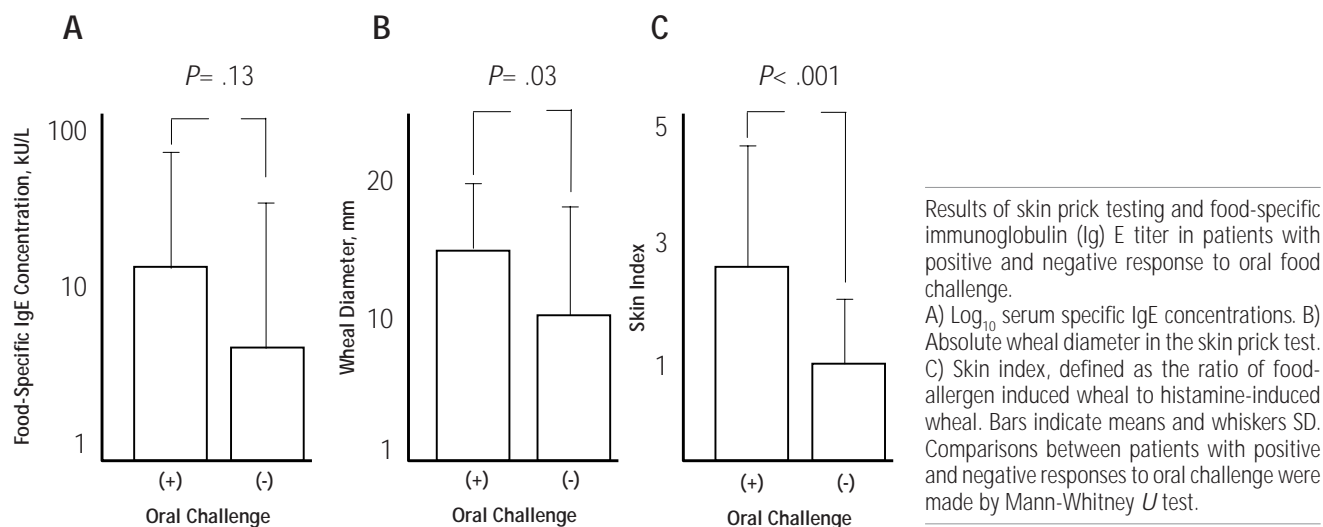 A
P= .13
Food-Specific IgE Concentration, kU/L
100
10
1
(+) (-)
Oral Challenge
B
P= .03
Wheal Diameter, mm
20
10
1
(+) (-)
Oral Challenge
C
P< .001
Skin Index
5
3
1
(+) (-)
Oral Challenge
Results of skin prick testing and food-specific
immunoglobulin (Ig) E titer in patients with
positive and negative response to oral food
challenge.
A) Log10 serum specific IgE concentrations. B)
Absolute wheal diameter in the skin prick test.
C) Skin index, defined as the ratio of food-
allergen induced wheal to histamine-induced
wheal. Bars indicate means and whiskers SD.
Comparisons between patients with positive
and negative responses to oral challenge were
made by Mann-Whitney U test.